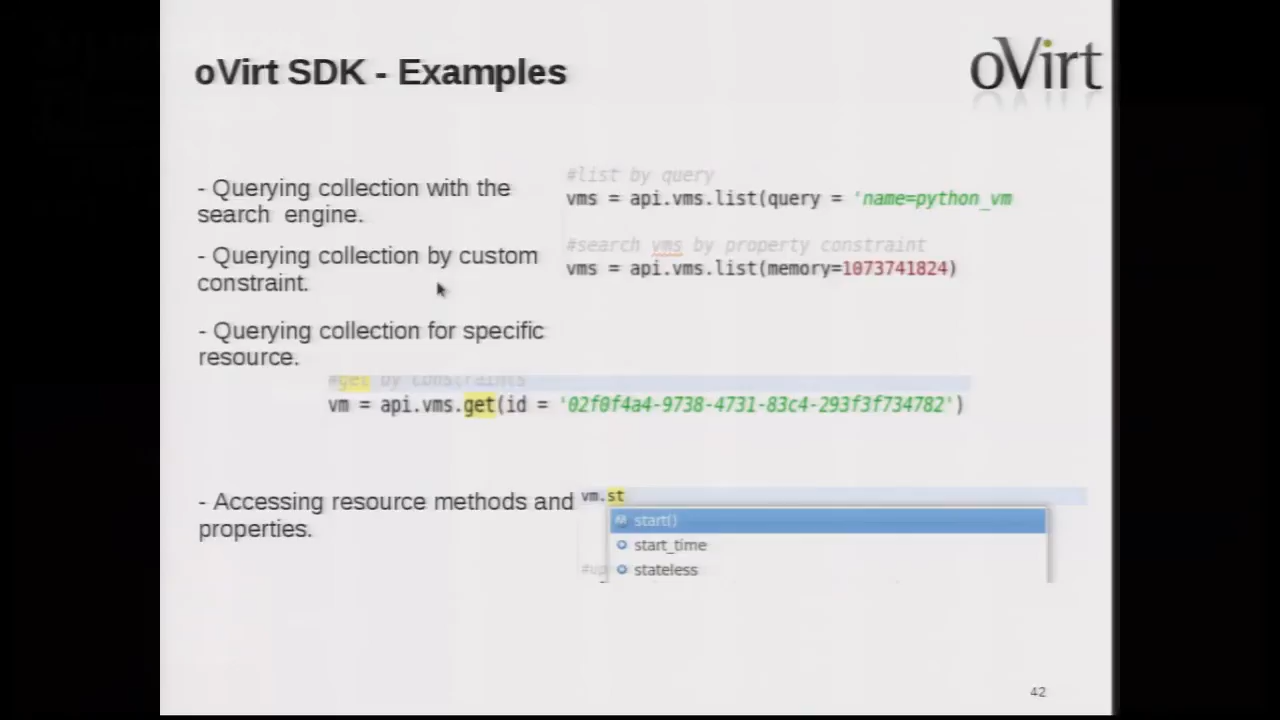 oVirt SDK - Examples
oVirt
- Querying collection with the
search engine.
#list by query
vms = api.vms.list(query = 'name=python_vm
- Querying collection by custom
constraint.
#search vms by property constraint
vms = api.vms.list(memory=1073741824)
- Querying collection for specific
resource.
#get by constraints
vm = api.vms.get(id = '02f0f4a4-9738-4731-83c4-293f3f734782')
- Accessing resource methods and
properties.
vm.st
start()
start_time
#up
stateless
42